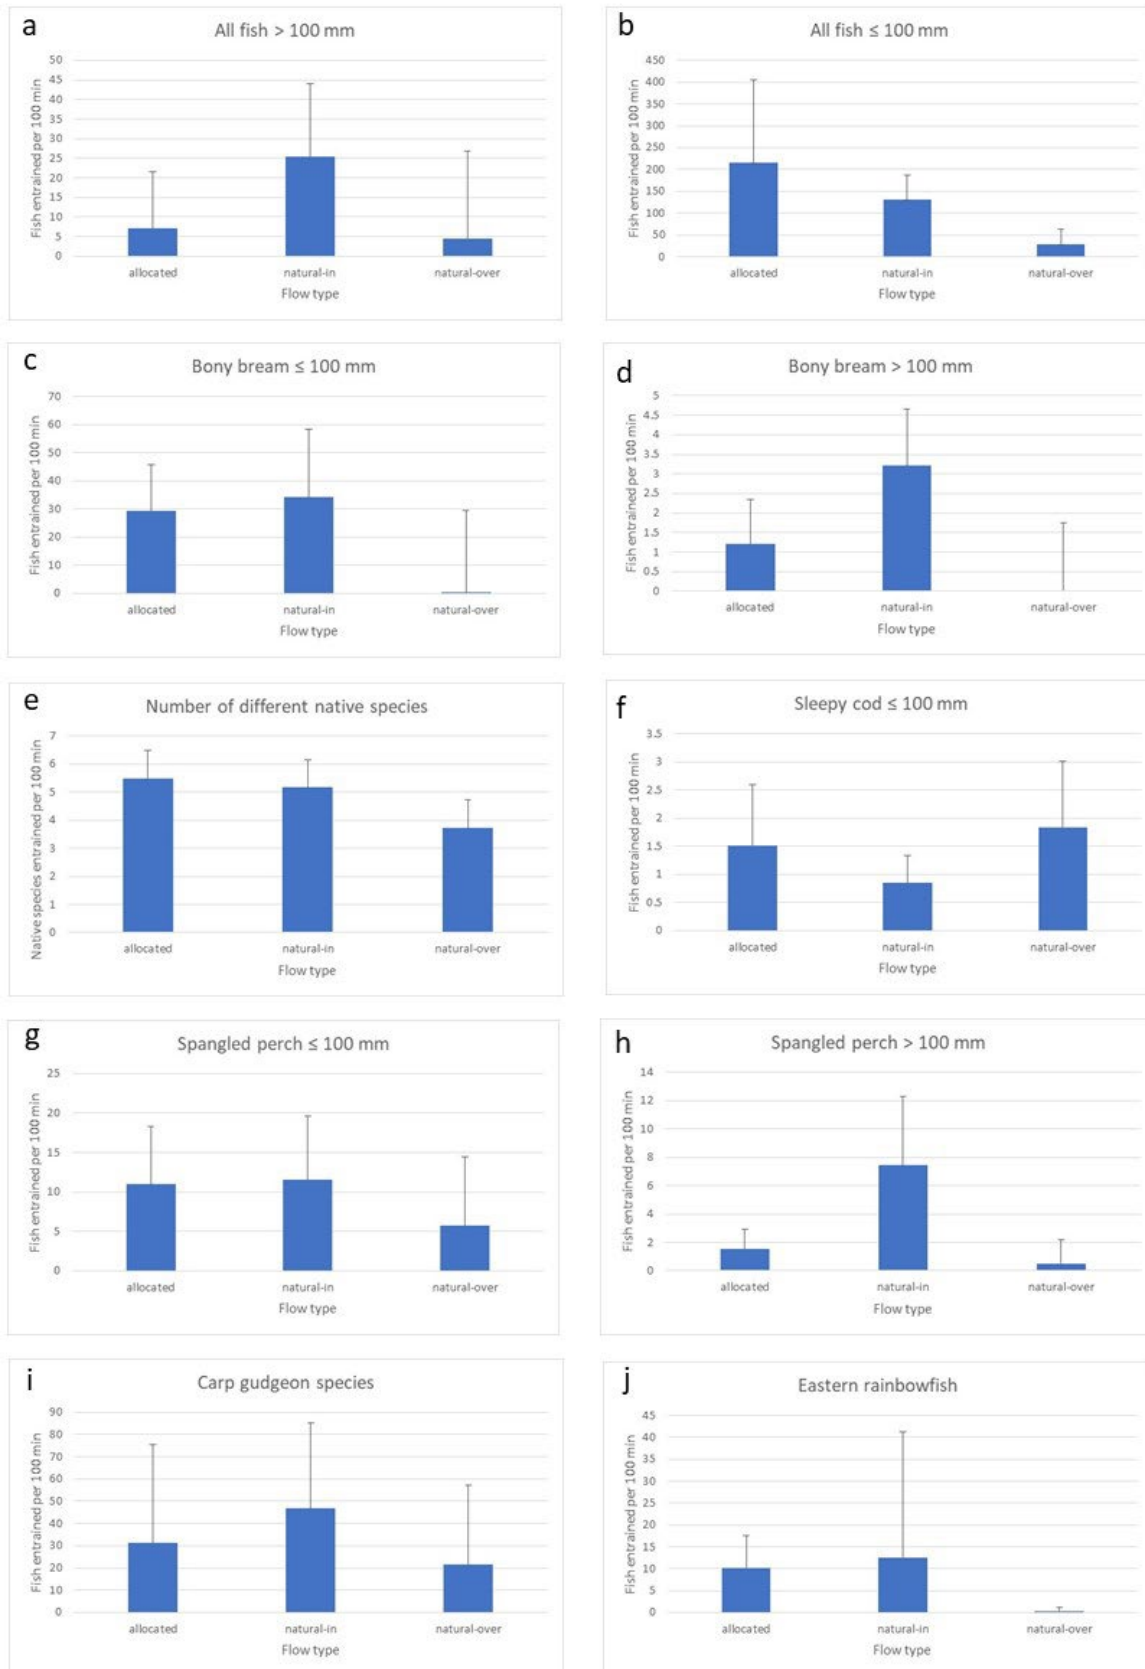 a
All fish > 100 mm
Fish entrained per 100 min
50
45
40
35
30
25
20
15
10
5
0
allocated natural-in natural-over
Flow type
b
All fish ≤ 100 mm
Fish entrained per 100 min
450
400
350
300
250
200
150
100
50
0
allocated natural-in natural-over
Flow type
c
Bony bream ≤ 100 mm
Fish entrained per 100 min
70
60
50
40
30
20
10
0
allocated natural-in natural-over
Flow type
d
Bony bream > 100 mm
Fish entrained per 100 min
5
4.5
4
3.5
3
2.5
2
1.5
1
0.5
0
allocated natural-in natural-over
Flow type
e
Number of different native species
Native species entrained per 100 min
7
6
5
4
3
2
1
0
allocated natural-in natural-over
Flow type
f
Sleepy cod ≤ 100 mm
Fish entrained per 100 min
3.5
3
2.5
2
1.5
1
0.5
0
allocated natural-in natural-over
Flow type
g
Spangled perch ≤ 100 mm
Fish entrained per 100 min
25
20
15
10
5
0
allocated natural-in natural-over
Flow type
h
Spangled perch > 100 mm
Fish entrained per 100 min
14
12
10
8
6
4
2
0
allocated natural-in natural-over
Flow type
i
Carp gudgeon species
Fish entrained per 100 min
90
80
70
60
50
40
30
20
10
0
allocated natural-in natural-over
Flow type
j
Eastern rainbowfish
Fish entrained per 100 min
45
40
35
30
25
20
15
10
5
0
allocated natural-in natural-over
Flow type